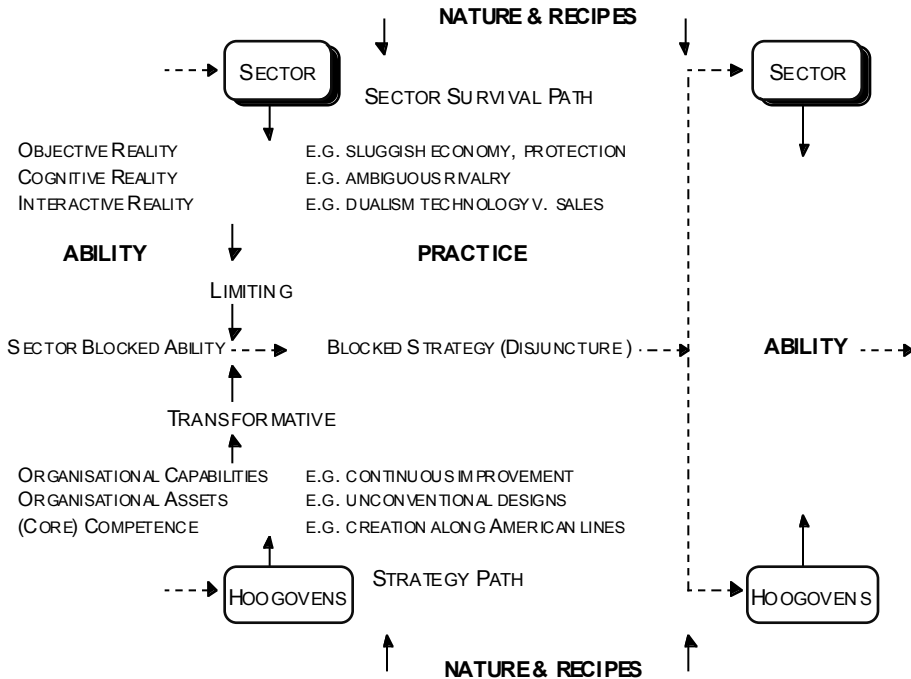 NATURE & RECIPES
SECTOR SECTOR
SECTOR SURVIVAL PATH
OBJECTIVE REALITY E.G. SLUGGISH ECONOMY, PROTECTION
COGNITIVE REALITY E.G. AMBIGUOUS RIVALRY
INTERACTIVE REALITY E.G. DUALISM TECHNOLOGY V. SALES
ABILITY PRACTICE
LIMITING
SECTOR BLOCKED ABILITY BLOCKED STRATEGY (DISJUNCTURE) ABILITY
TRANSFORMATIVE
ORGANISATIONAL CAPABILITIES E.G. CONTINUOUS IMPROVEMENT
ORGANISATIONAL ASSETS E.G. UNCONVENTIONAL DESIGNS
(CORE) COMPETENCE E.G. CREATION ALONG AMERICAN LINES
STRATEGY PATH
HOOGOVENS HOOGOVENS
NATURE & RECIPES